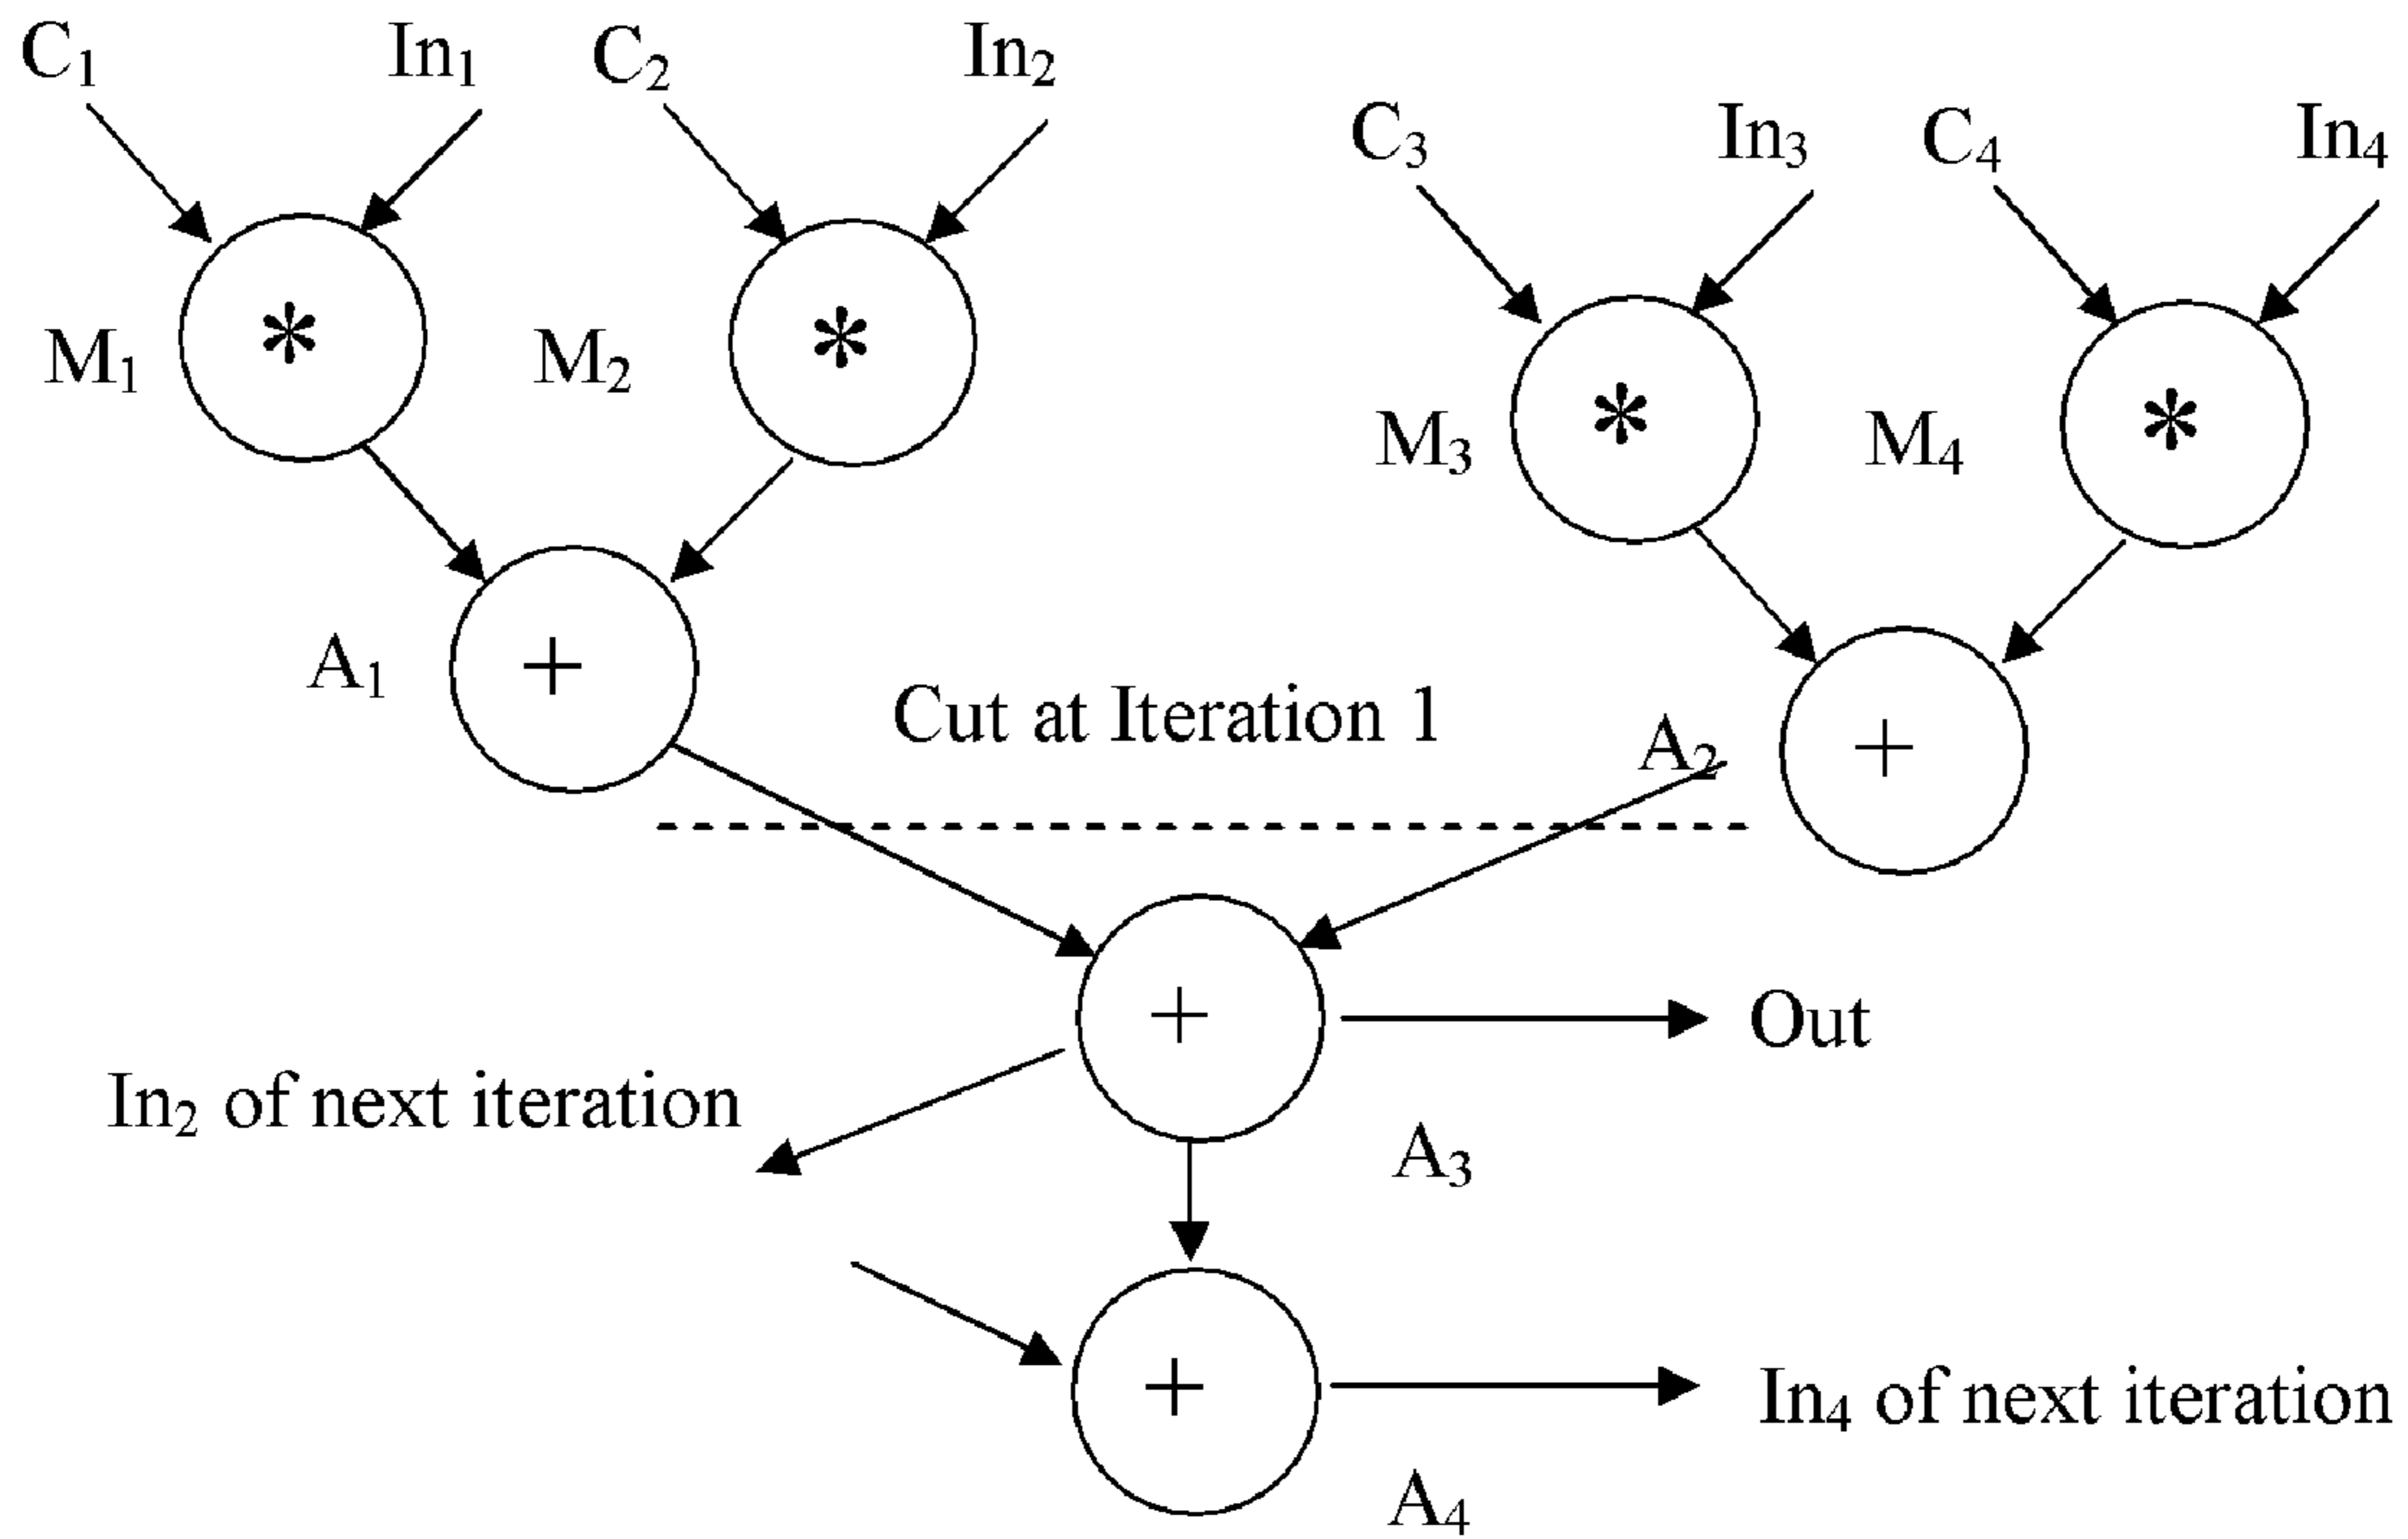 C₁ In₁ C₂ In₂
C₃ In₃ C₄ In₄
* *
M₁ M₂
* *
M₃ M₄
+
A₁
Cut at Iteration 1
A₂
+
+
Out
In₂ of next iteration
A₃
+
In₄ of next iteration
A₄